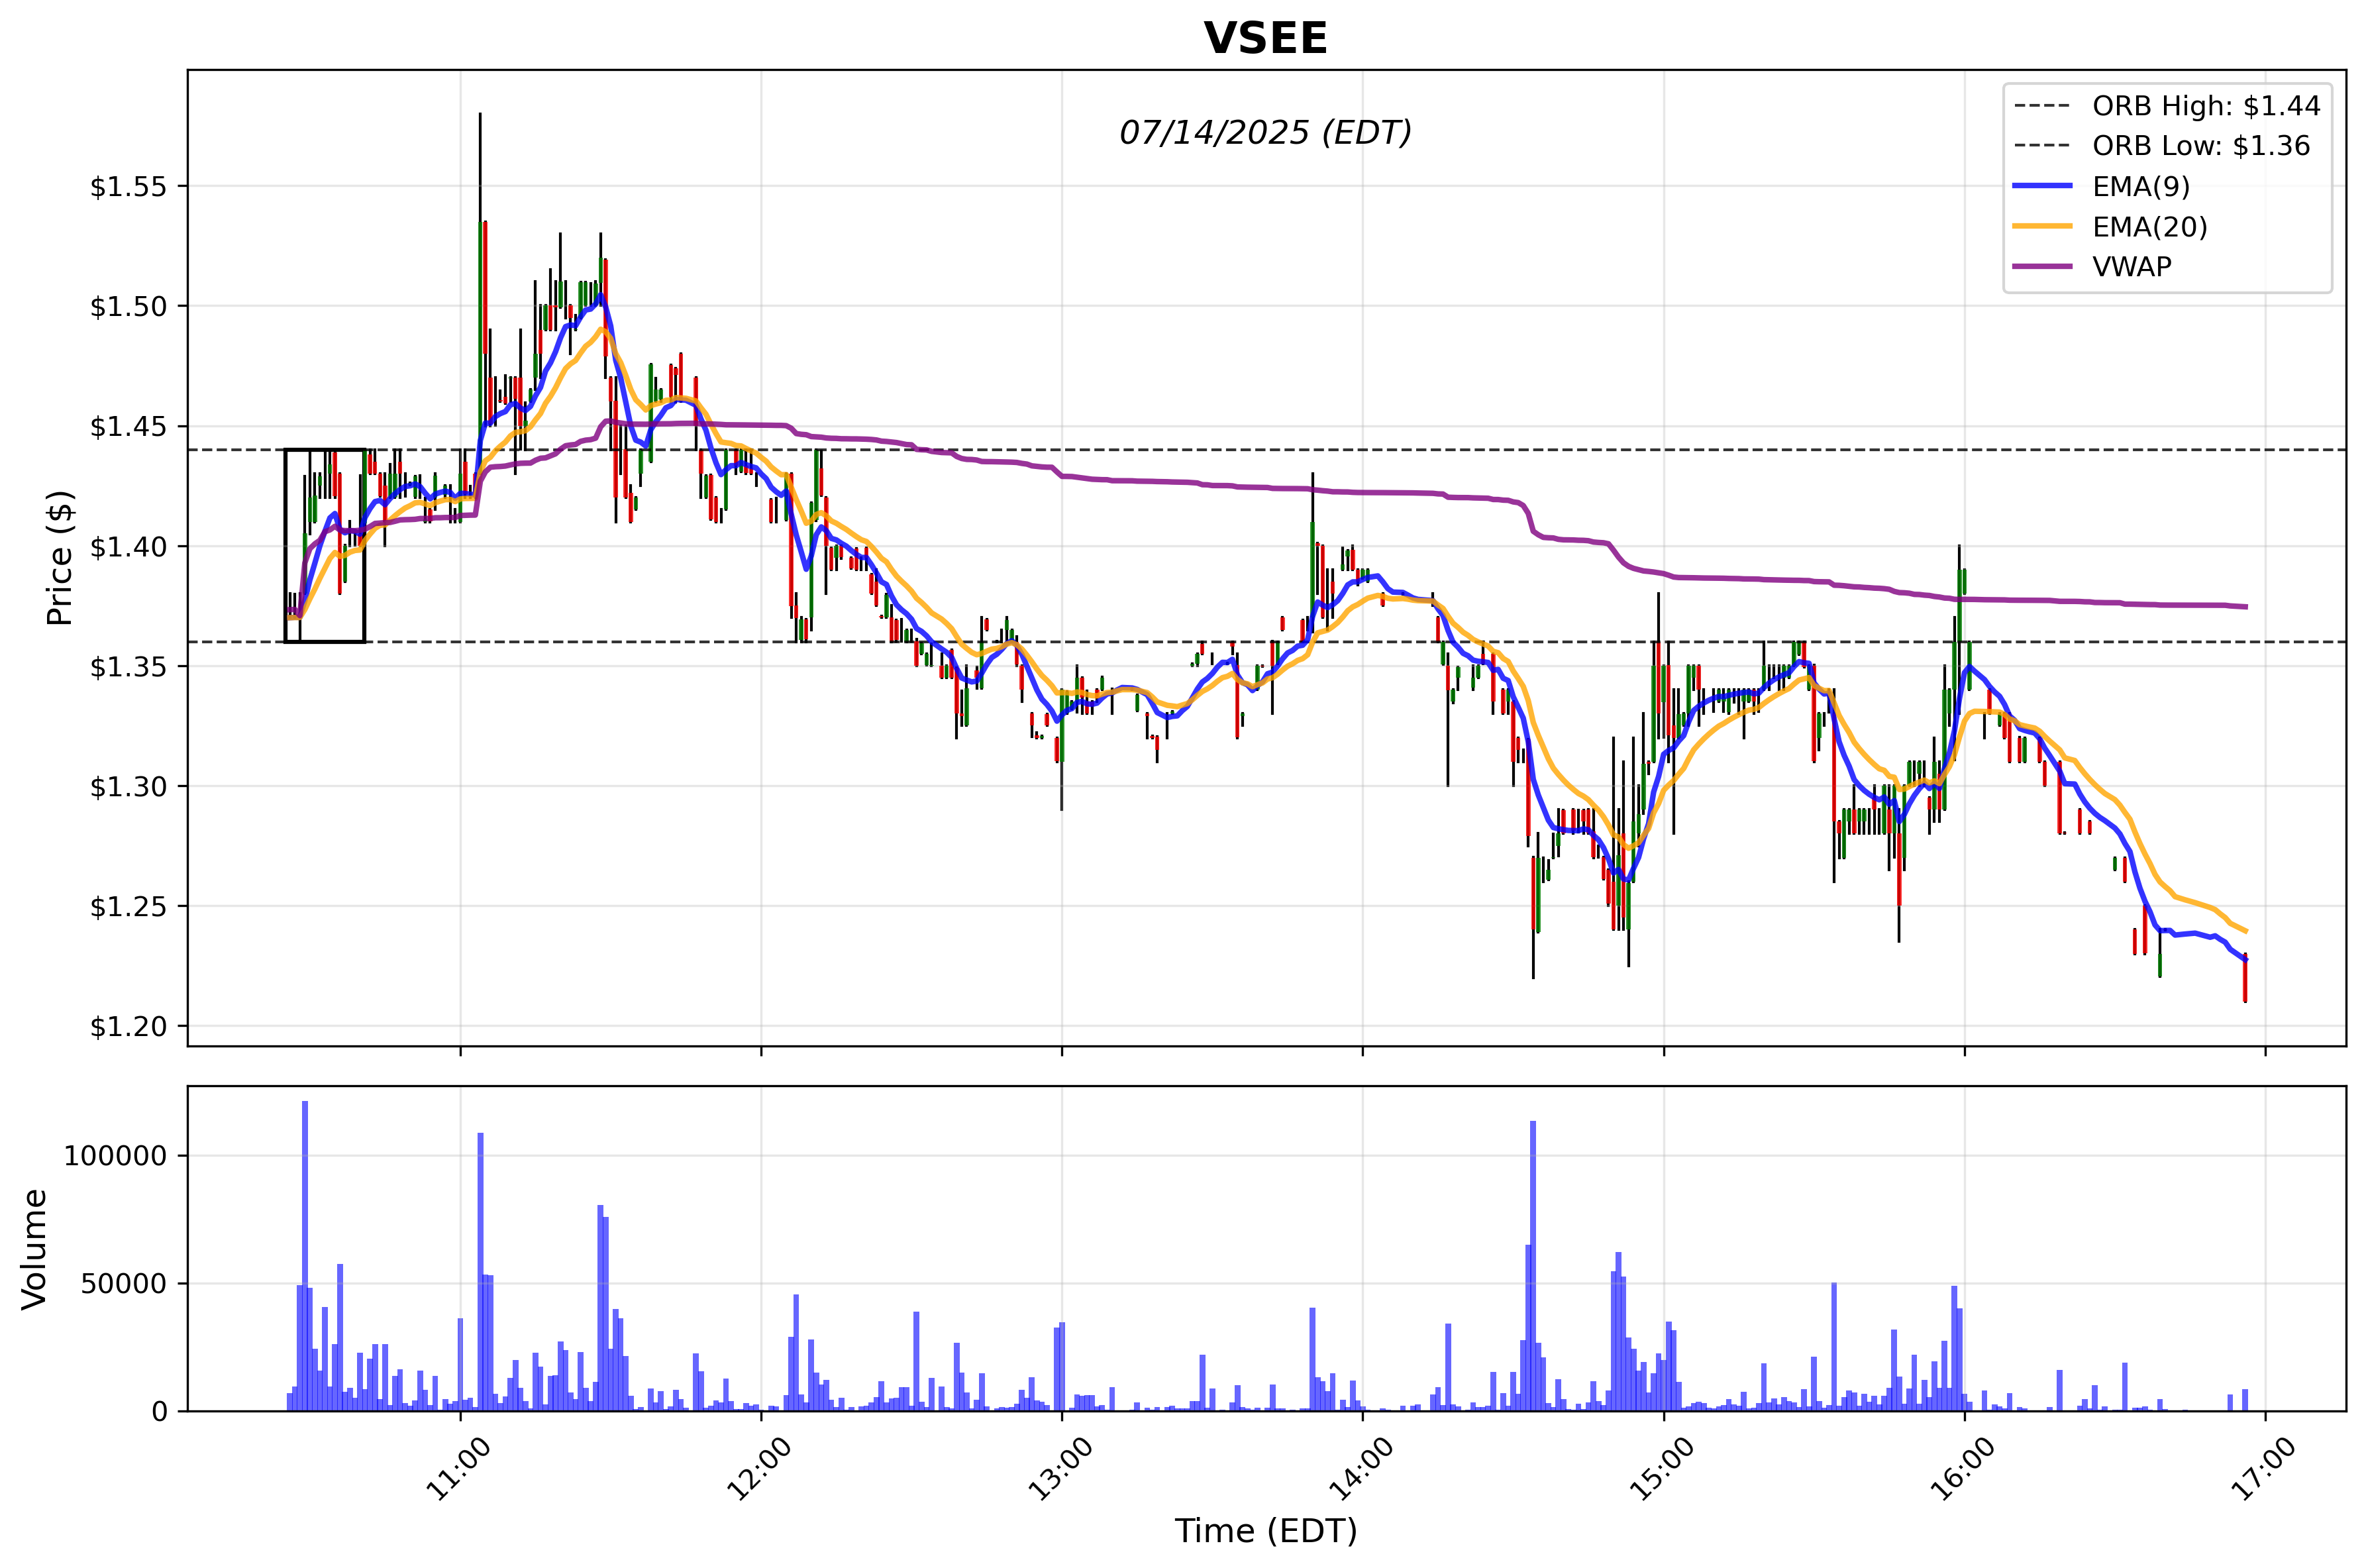 VSEE
07/14/2025 (EDT)
ORB High: $1.44
ORB Low: $1.36
EMA(9)
EMA(20)
VWAP
Price ($)
$1.55
$1.50
$1.45
$1.40
$1.35
$1.30
$1.25
$1.20
Volume
100000
50000
0
11:00
12:00
13:00
14:00
15:00
16:00
17:00
Time (EDT)